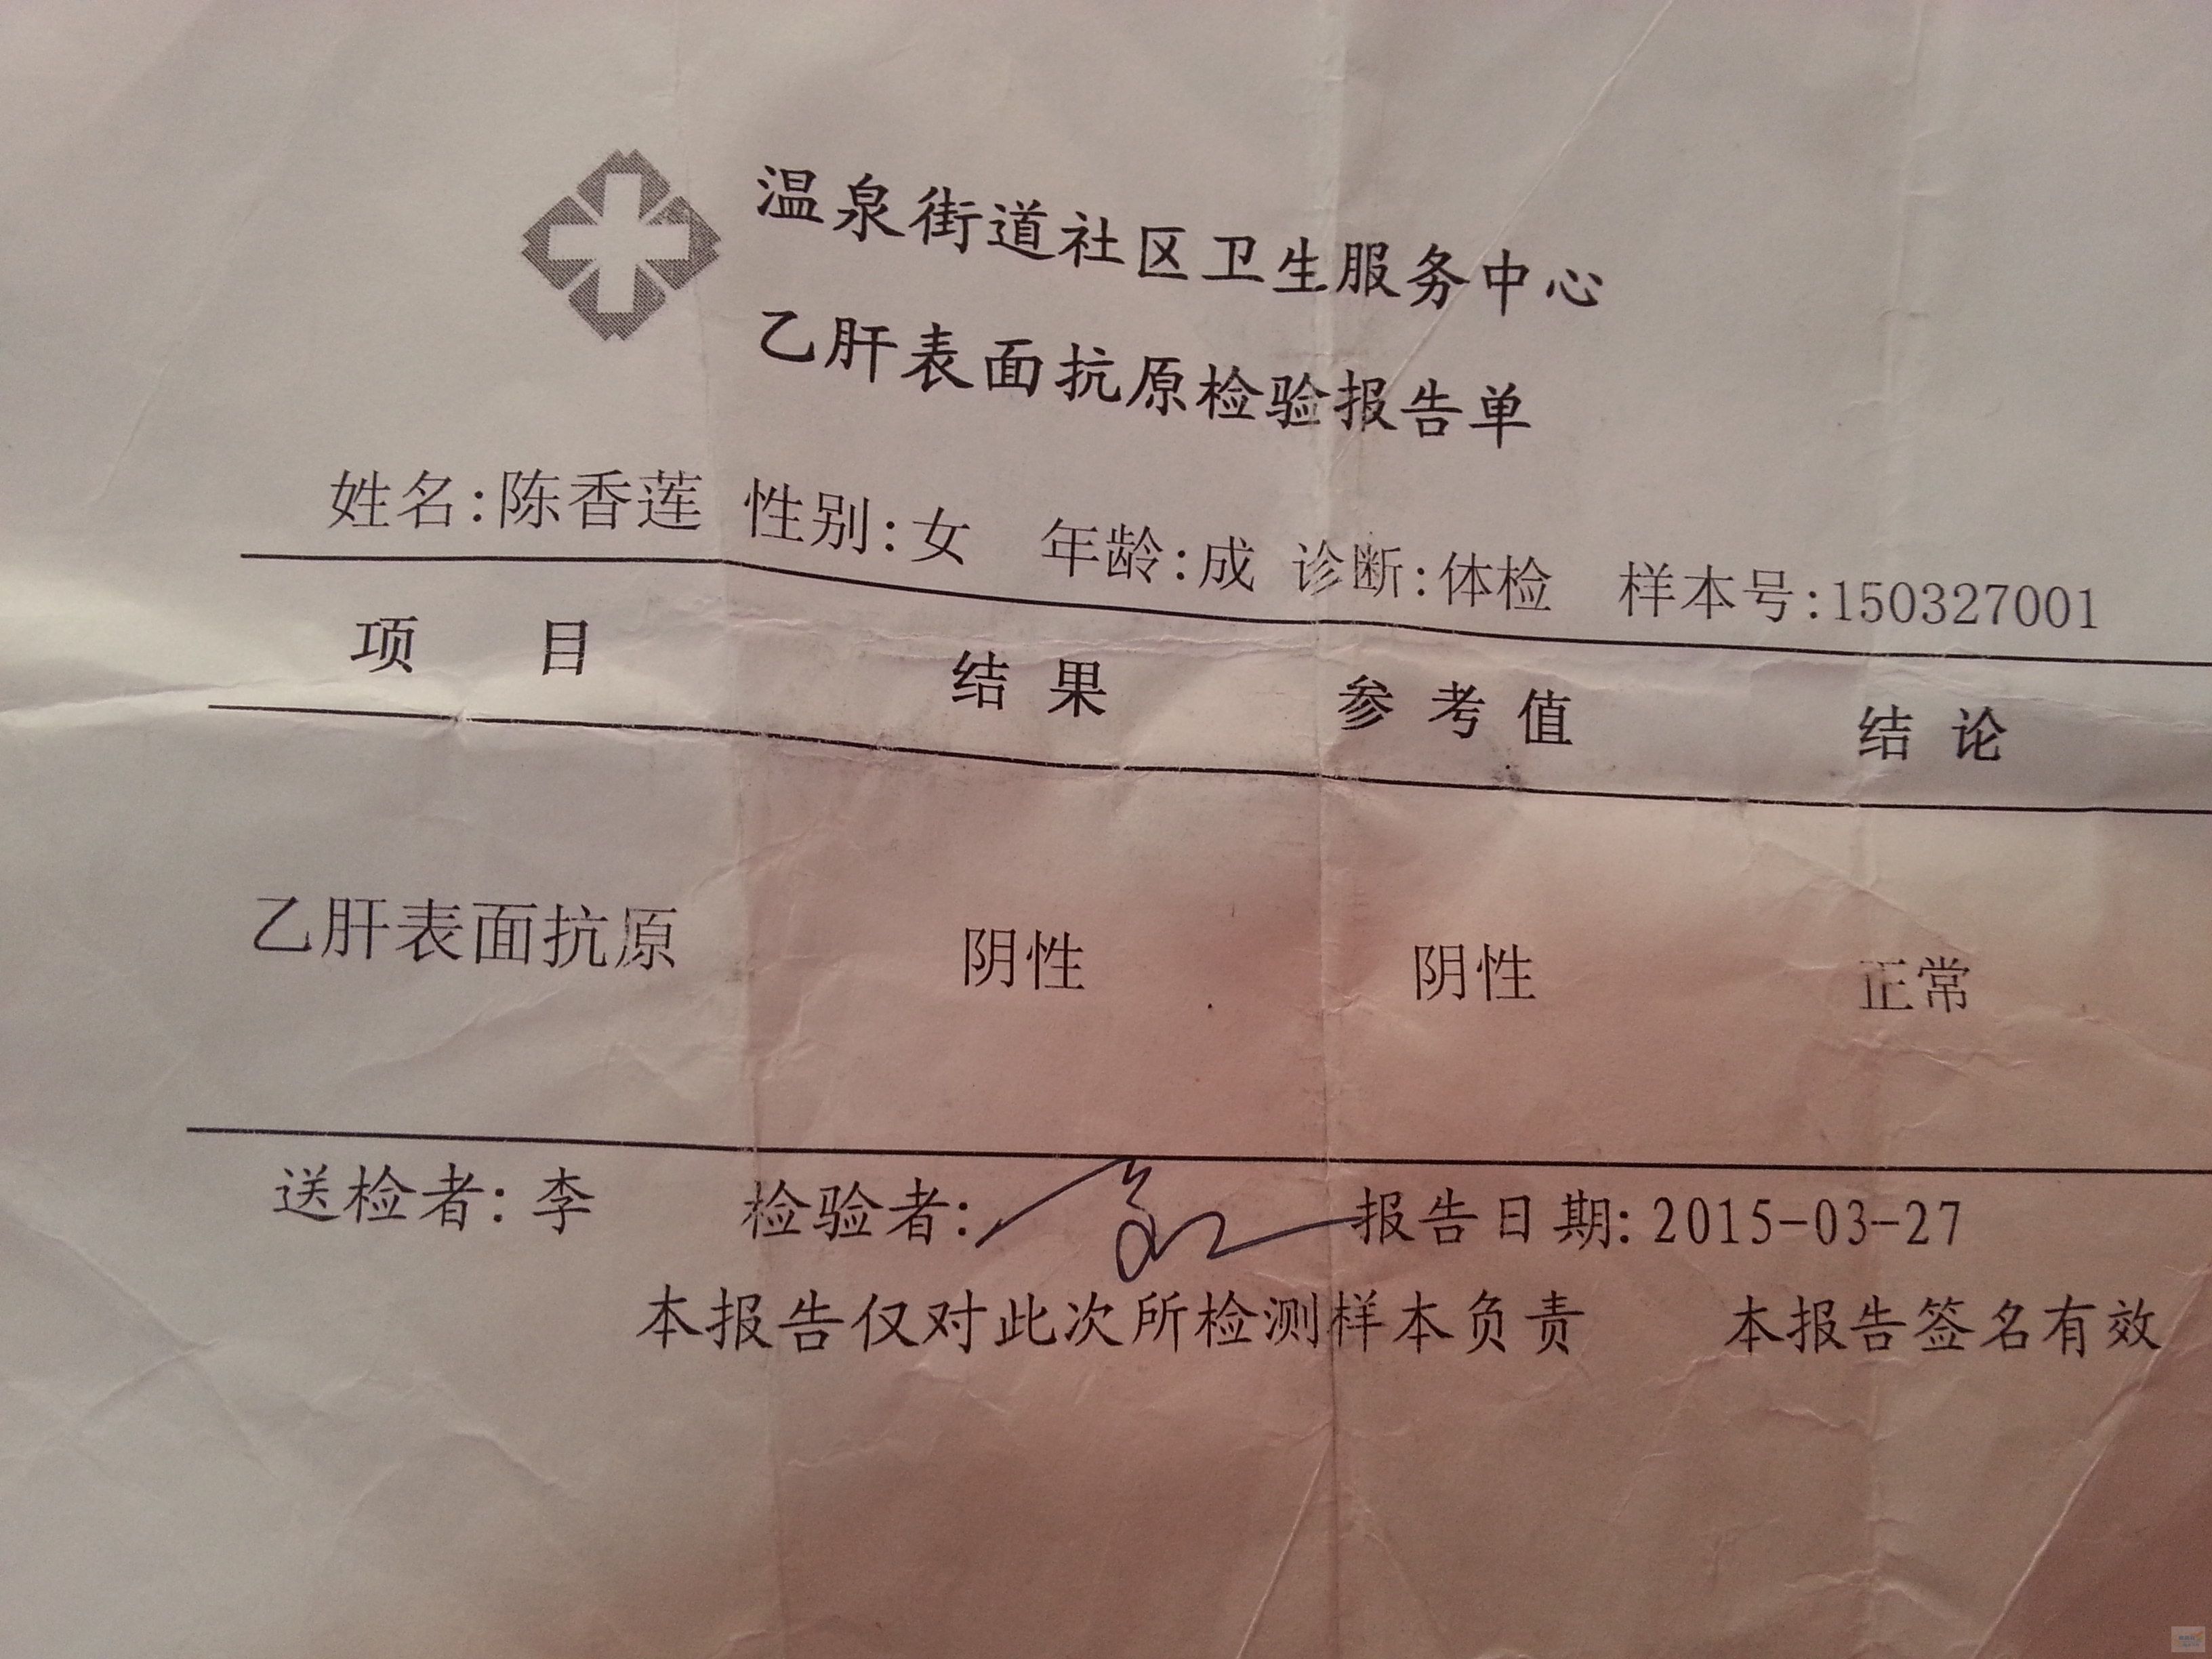 温泉街道社区卫生服务中心
乙肝表面抗原检验报告单
姓名:陈香莲 性别:女 年龄:成 诊断:体检 样本号:150327001
项 目 结 果 参 考 值 结 论
乙肝表面抗原 阴性 阴性 正常
送检者: 李 检验者: 报告日期: 2015-03-27
本报告仅对此次所检测样本负责 本报告签名有效